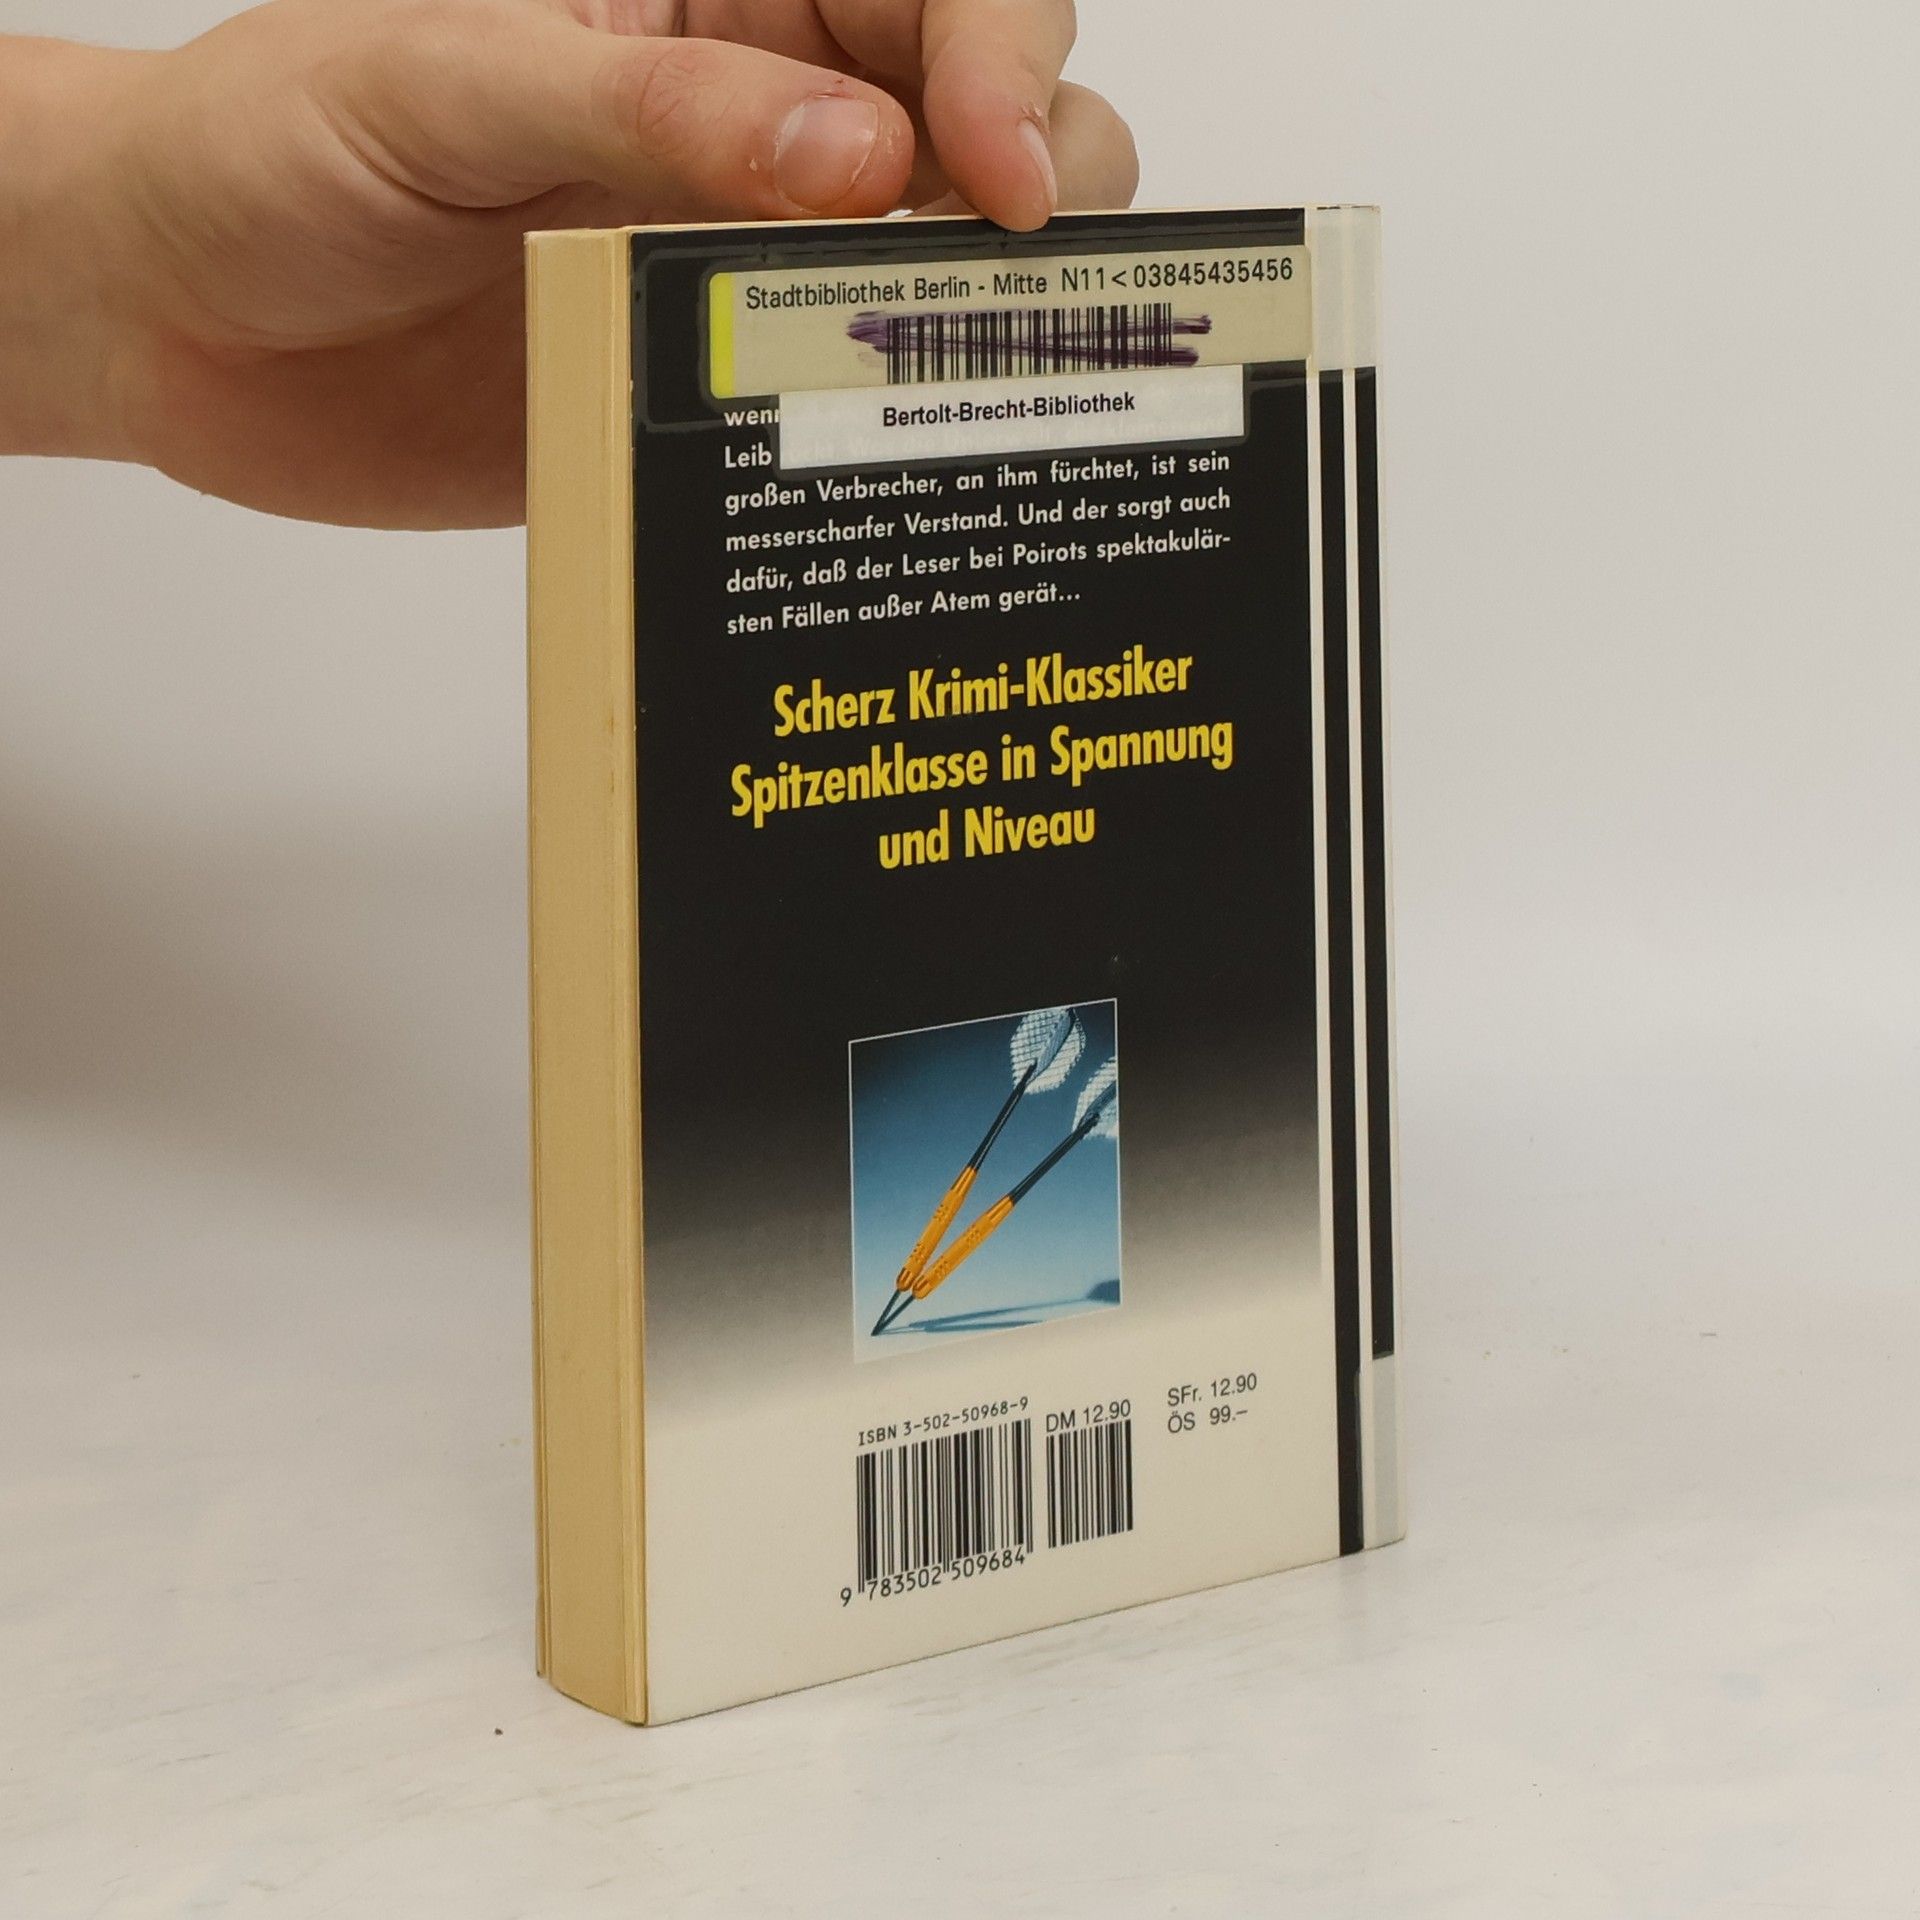 Stadtbibliothek Berlin - Mitte N11<03845435456
Bertolt-Brecht-Bibliothek
wenn
Leib
großen Verbrecher, an ihm fürchtet, ist sein
messerscharfer Verstand. Und der sorgt auch
dafür, daß der Leser bei Poirots spektakulär-
sten Fällen außer Atem gerät...
Scherz Krimi-Klassiker
Spitzenklasse in Spannung
und Niveau
ISBN 3-502-50968-9
DM 12.90
SFr. 12.90
ÖS 99.–
9 783502 509684